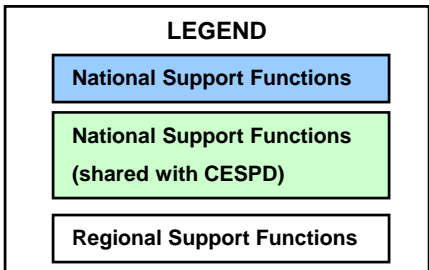 LEGEND
National Support Functions
National Support Functions
(shared with CESPD)
Regional Support Functions